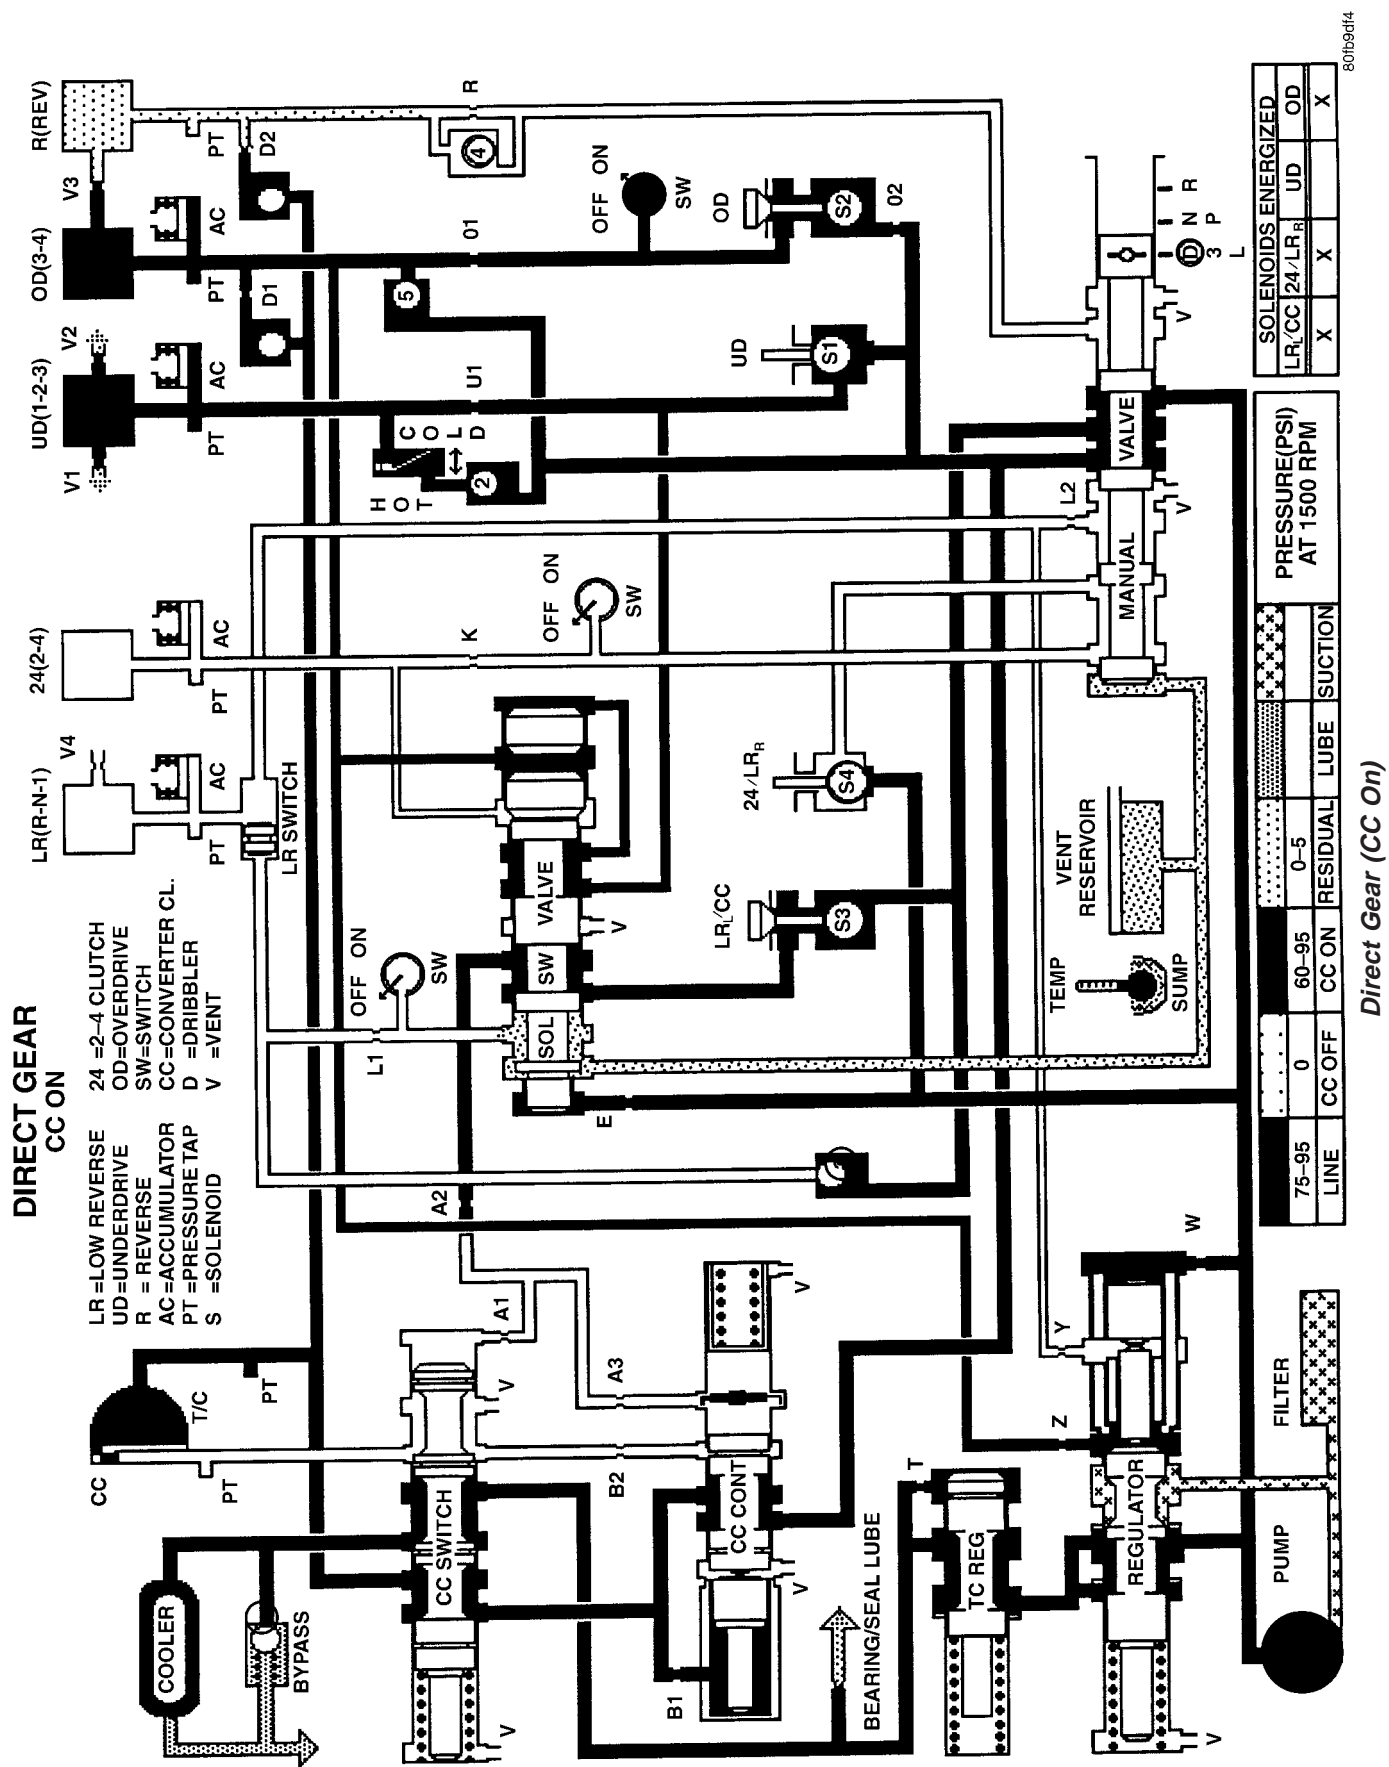 DIRECT GEAR
CC ON
LR =LOW REVERSE
UD=UNDERDRIVE
R = REVERSE
AC=ACCUMULATOR
PT =PRESSURE TAP
S =SOLENOID
24 =2-4 CLUTCH
OD=OVERDRIVE
SW=SWITCH
CC=CONVERTER CL.
D =DRIBBLER
V =VENT
LR(R-N-1)
V4
24(2-4)
UD(1-2-3)
V1
V2
OD(3-4)
V3
R(REV)
PT
AC
PT
AC
PT
AC
PT
AC
PT
D1
D2
LR SWITCH
CC
T/C
PT
PT
COOLER
BYPASS
L1
OFF
ON
SW
K
OFF
ON
SW
HOT
COLD
2
5
U1
01
R
4
OFF
ON
SW
A2
A1
A3
B2
B1
CC SWITCH
V
V
CC CONT
V
V
E
SOL
SW
VALVE
V
LRL/CC
S3
24/LRR
S4
UD
S1
OD
S2
02
BEARING/SEAL LUBE
T
TC REG
Z
Y
W
REGULATOR
V
PUMP
FILTER
TEMP
SUMP
VENT
RESERVOIR
MANUAL
VALVE
L2
V
V
D
N
R
3
P
L
LINE
75–95
CC OFF
0
CC ON
60–95
RESIDUAL
0–5
LUBE
SUCTION
PRESSURE(PSI)
AT 1500 RPM
SOLENOIDS ENERGIZED
LRL/CC
24/LRR
UD
OD
X
X
X
80fb9df4
Direct Gear (CC On)